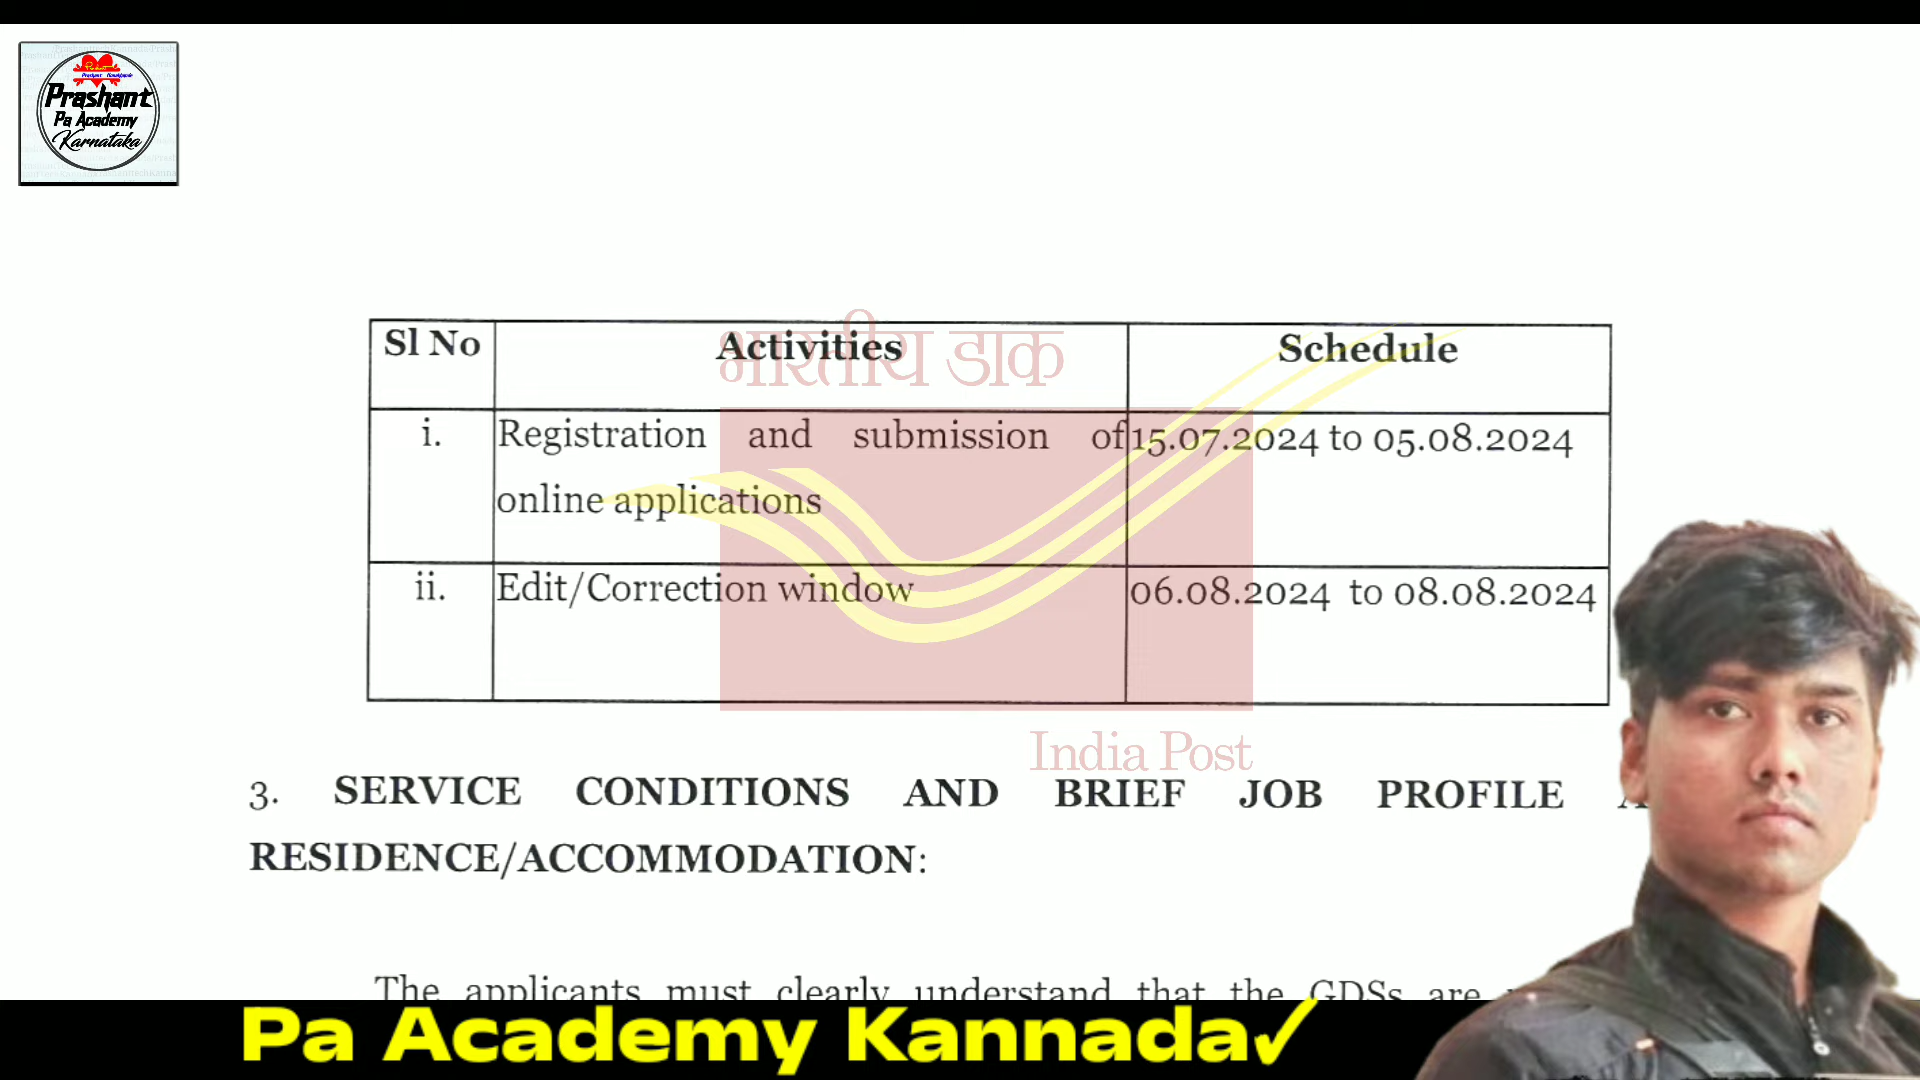 Prashant
Pa Academy
Karnataka
भारतीय डाक
Sl No Activities Schedule
i. Registration and submission of 15.07.2024 to 05.08.2024
online applications
ii. Edit/Correction window 06.08.2024 to 08.08.2024
India Post
3. SERVICE CONDITIONS AND BRIEF JOB PROFILE
RESIDENCE/ACCOMMODATION:
The applicants must clearly understand that the GDSs are
Pa Academy Kannada✓